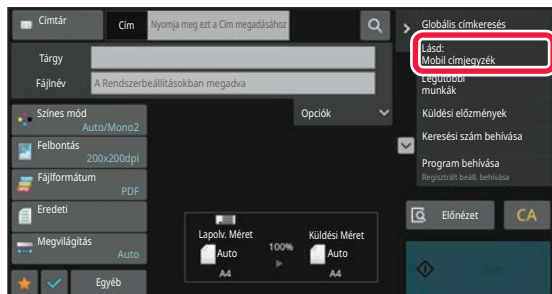 Címtár
Cím
Nyomja meg ezt a Cím megadásához
Tárgy
Fájlnév
A Rendszerbeállításokban megadva
Színes mód
Auto/Mono2
Felbontás
200x200dpi
Fájlformátum
PDF
Eredeti
Megvilágítás
Auto
Egyéb
Opciók
Lapolv. Méret
Auto
A4
100%
Küldési Méret
Auto
A4
Globális címkeresés
Lásd:
Mobil címjegyzék
Legutóbbi
munkák
Küldési előzmények
Keresési szám behívása
Program behívása
Regisztrált beáll. behívása
Előnézet
CA
Start